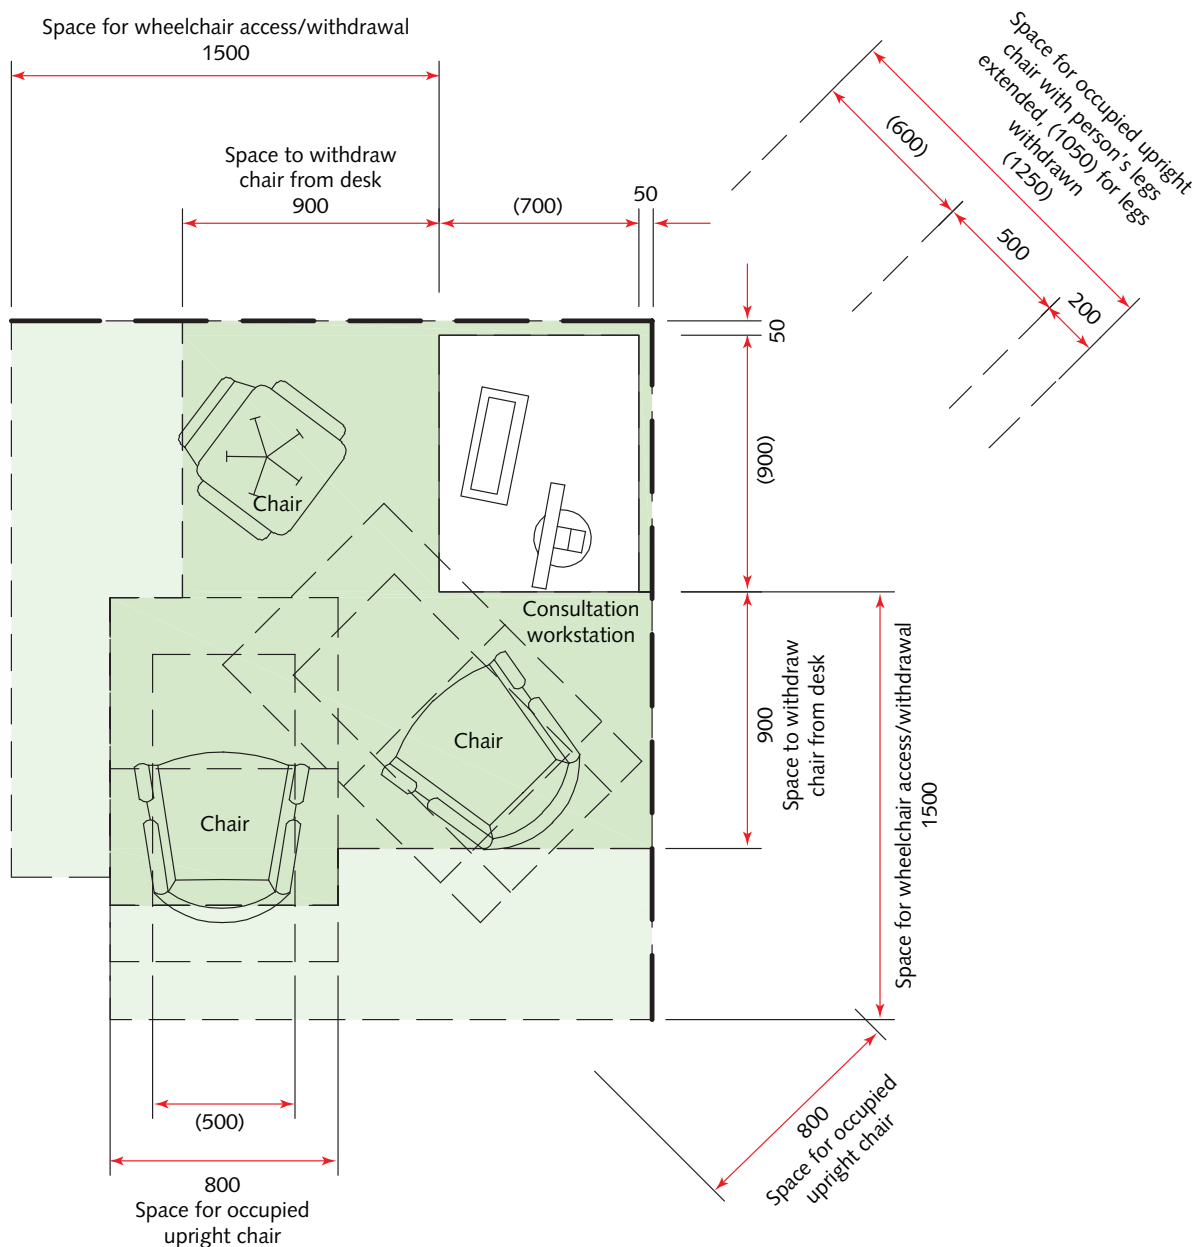 Space for wheelchair access/withdrawal
1500
Space to withdraw
chair from desk
900
(700)
50
Space for occupied upright
chair with person's legs
extended, (1050) for legs
withdrawn
(1250)
(600)
500
200
50
(900)
Chair
Consultation
workstation
Chair
Chair
900
Space to withdraw
chair from desk
Space for wheelchair access/withdrawal
1500
(500)
800
Space for occupied
upright chair
800
Space for occupied
upright chair